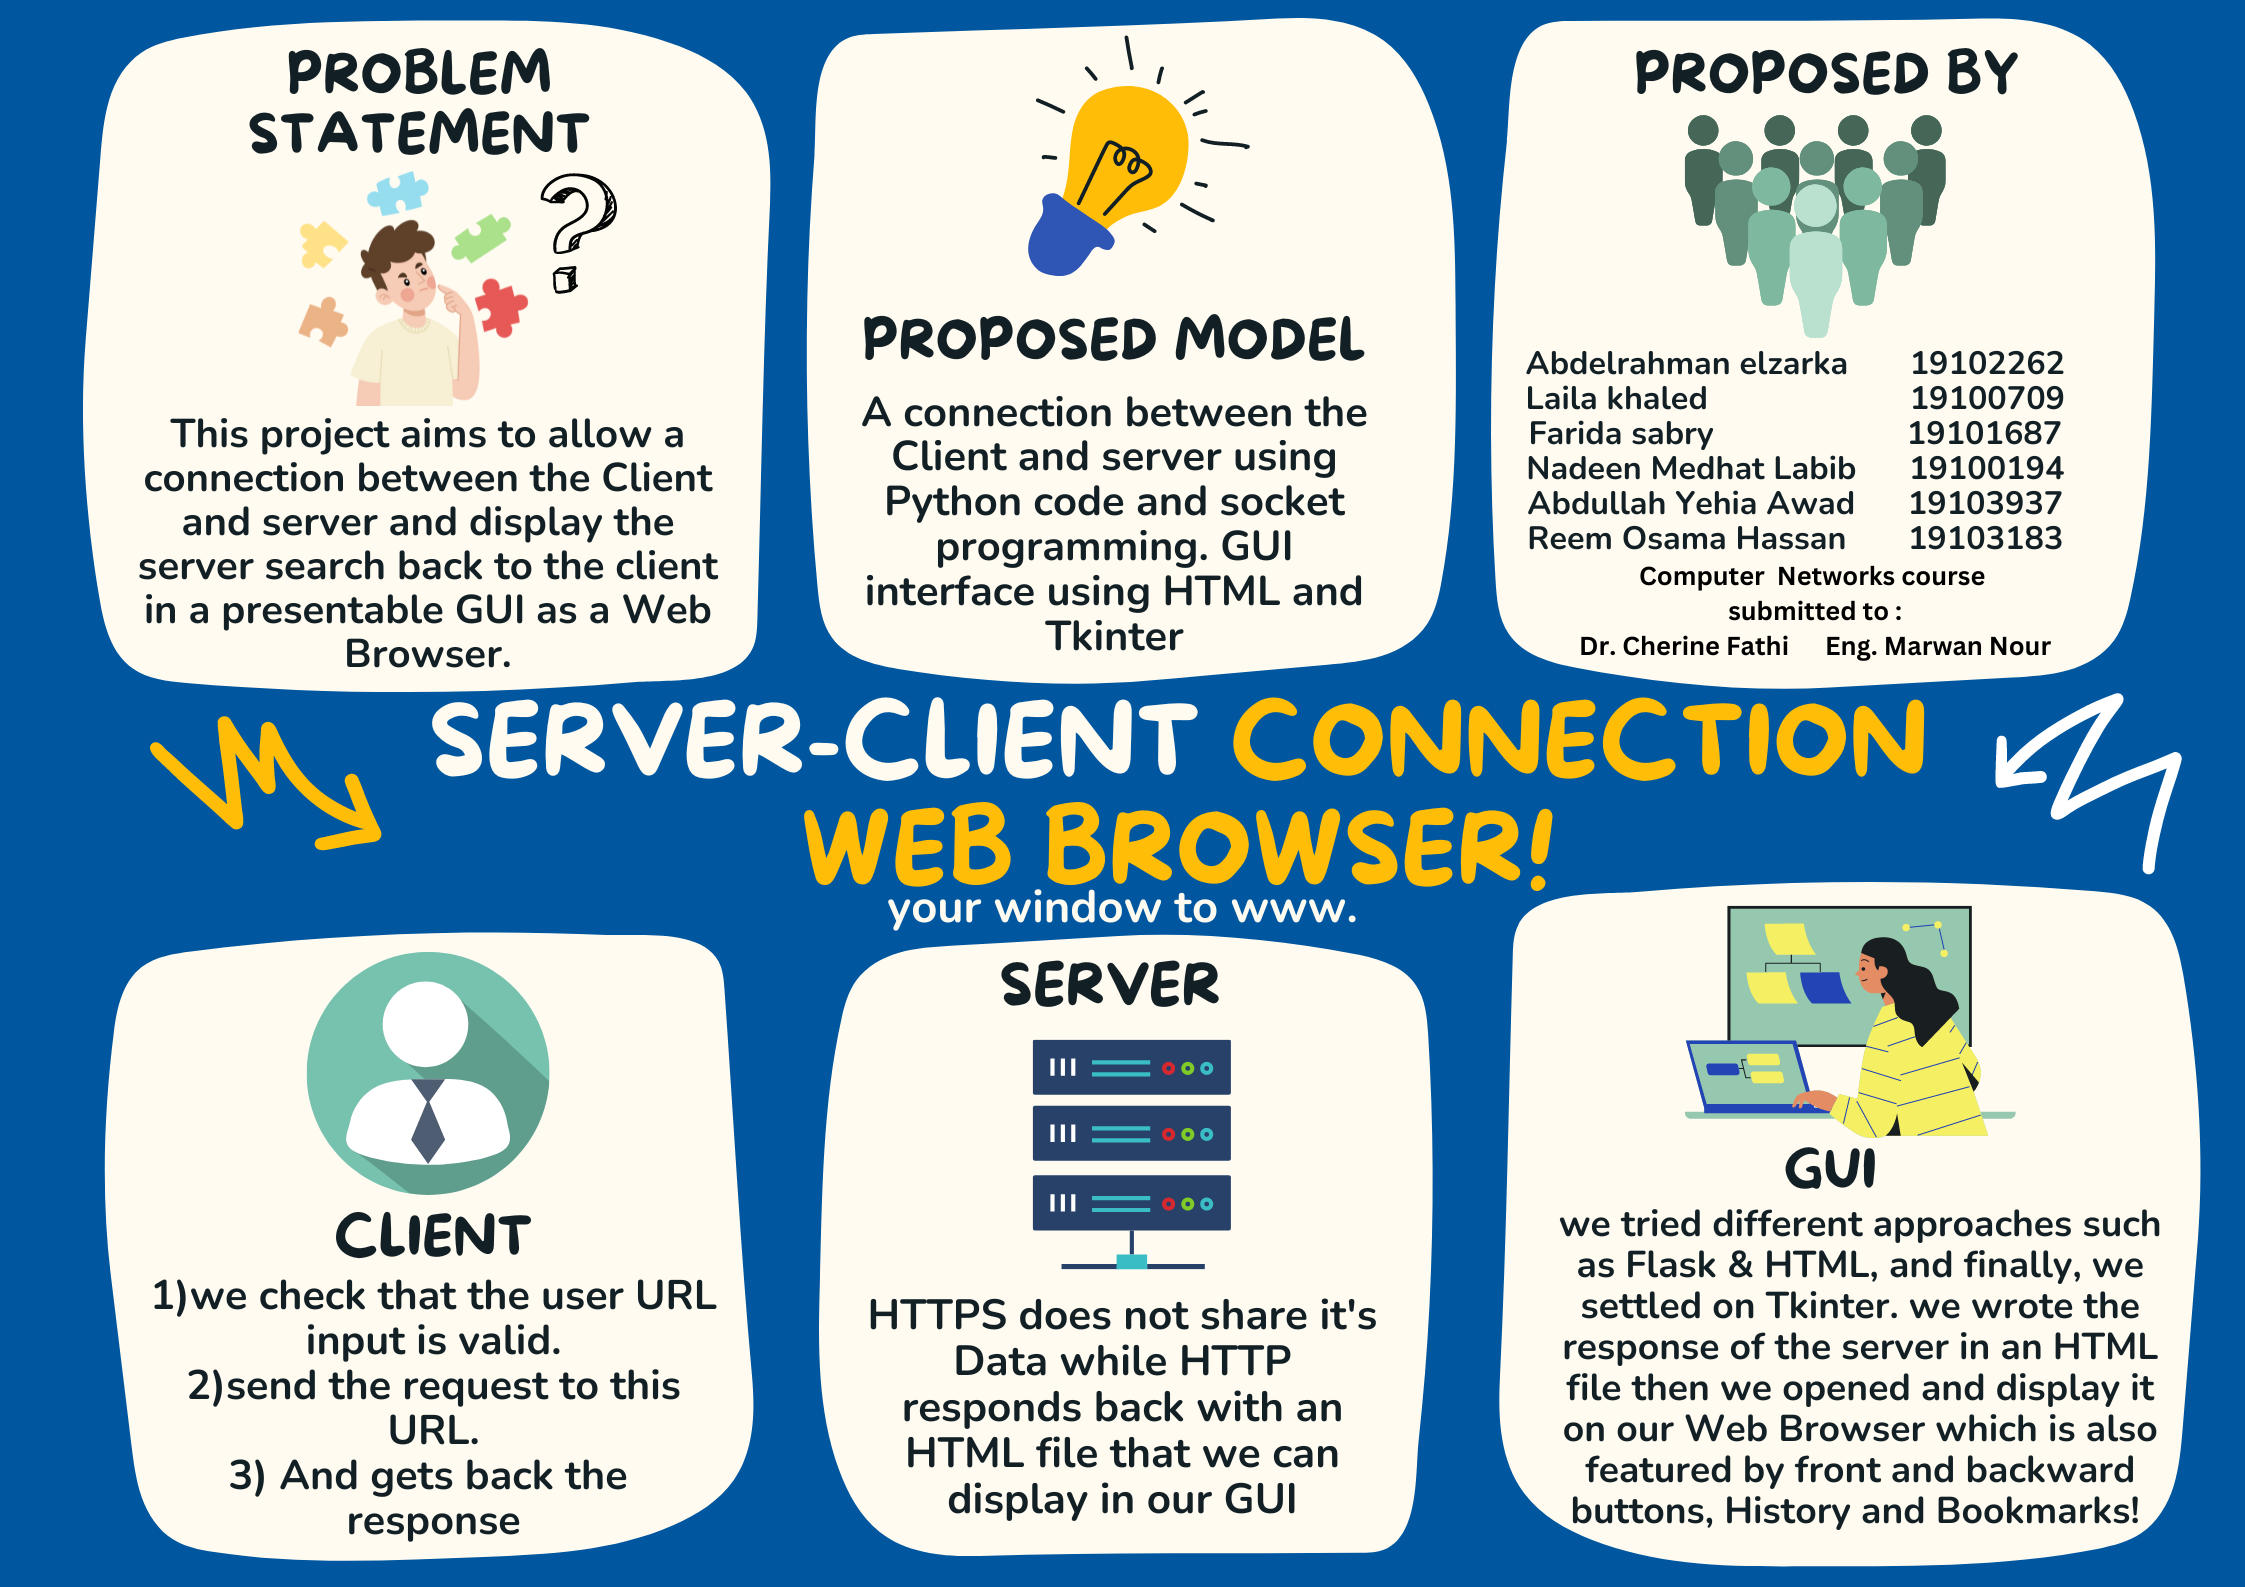 PROBLEM
STATEMENT
This project aims to allow a
connection between the Client
and server and display the
server search back to the client
in a presentable GUI as a Web
Browser.
PROPOSED MODEL
A connection between the
Client and server using
Python code and socket
programming. GUI
interface using HTML and
Tkinter
PROPOSED BY
Abdelrahman elzarka 19102262
Laila khaled 19100709
Farida sabry 19101687
Nadeen Medhat Labib 19100194
Abdullah Yehia Awad 19103937
Reem Osama Hassan 19103183
Computer Networks course
submitted to :
Dr. Cherine Fathi Eng. Marwan Nour
SERVER-CLIENT CONNECTION
WEB BROWSER!
your window to www.
CLIENT
1)we check that the user URL
input is valid.
2)send the request to this
URL.
3) And gets back the
response
SERVER
HTTPS does not share it's
Data while HTTP
responds back with an
HTML file that we can
display in our GUI
GUI
we tried different approaches such
as Flask & HTML, and finally, we
settled on Tkinter. we wrote the
response of the server in an HTML
file then we opened and display it
on our Web Browser which is also
featured by front and backward
buttons, History and Bookmarks!